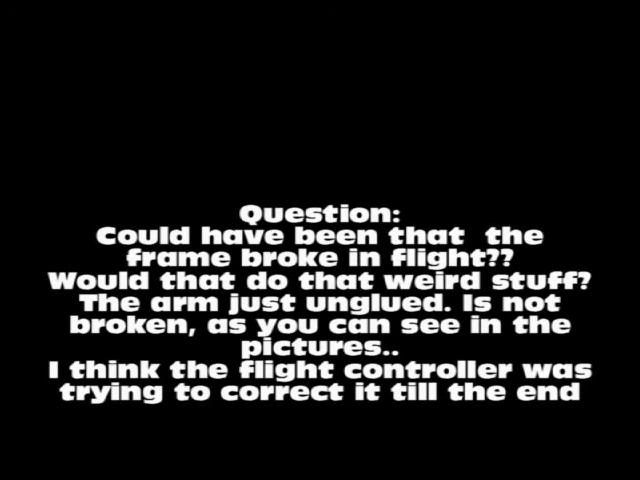 Question:
Could have been that  the
frame broke in flight??
Would that do that weird stuff?
The arm just unglued. Is not
broken, as you can see in the
pictures..
I think the flight controller was
trying to correct it till the end